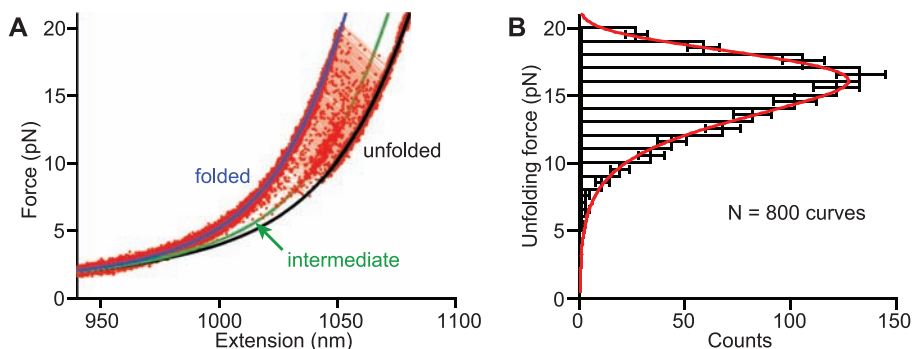 A
Force (pN)
20
15
10
5
0
folded
unfolded
intermediate
950
1000
1050
1100
Extension (nm)
B
Unfolding force (pN)
20
15
10
5
0
N = 800 curves
0
50
100
150
Counts